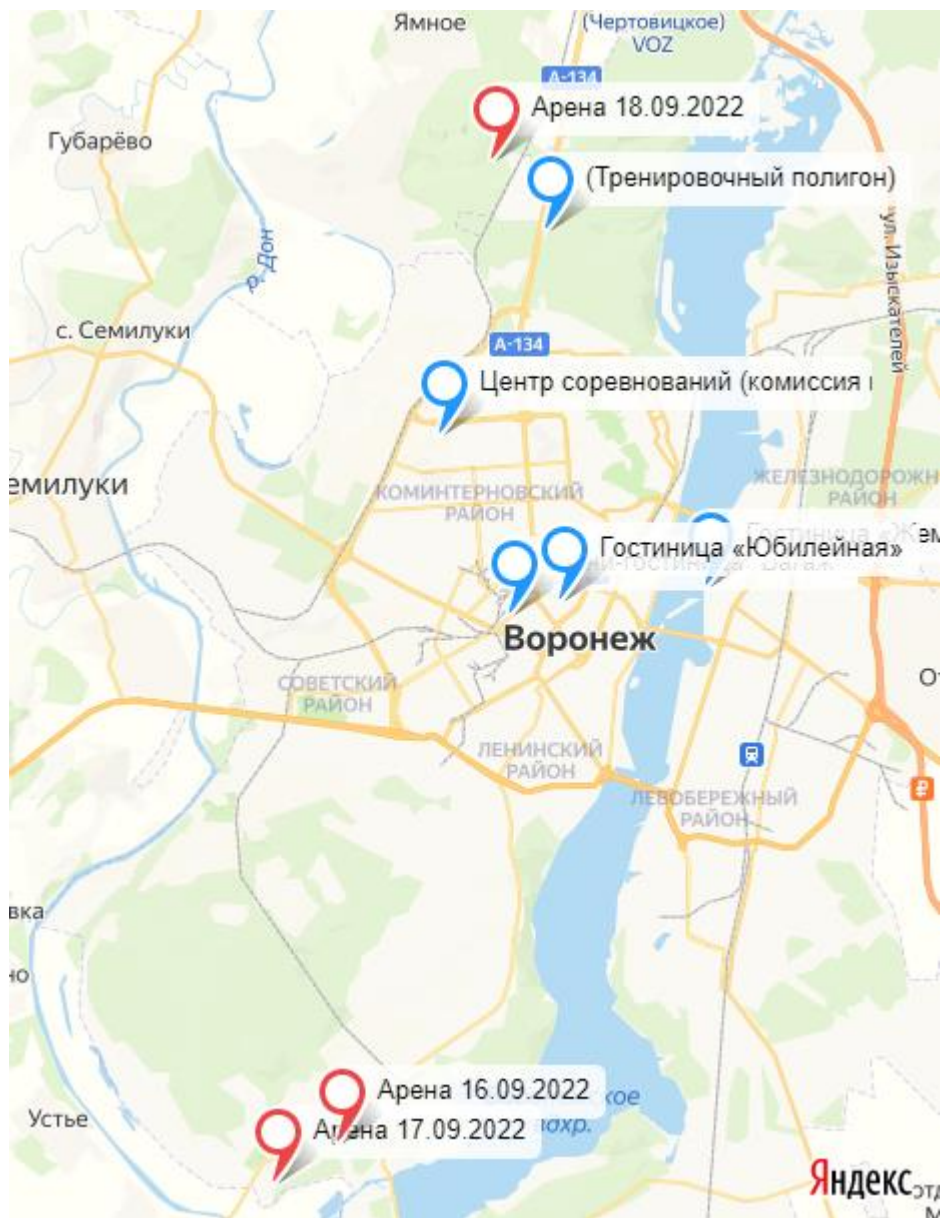 Ямное
(Чертовицкое)
VOZ
A-134
Арена 18.09.2022
Губарёво
(Тренировочный полигон)
р. Дон
ул. Изыскателей
с. Семилуки
A-134
Центр соревнований (комиссия
емилуки
ЖЕЛЕЗНОДОРОЖН
РАЙОН
КОМИНТЕРНОВСКИЙ
РАЙОН
Гостиница «Юбилейная»
Воронеж
СОВЕТСКИЙ
РАЙОН
ЛЕНИНСКИЙ
РАЙОН
ЛЕВОБЕРЕЖНЫЙ
РАЙОН
₽
вка
но
Арена 16.09.2022
кое
Устье
Арена 17.09.2022
вдхр.
Яндекс